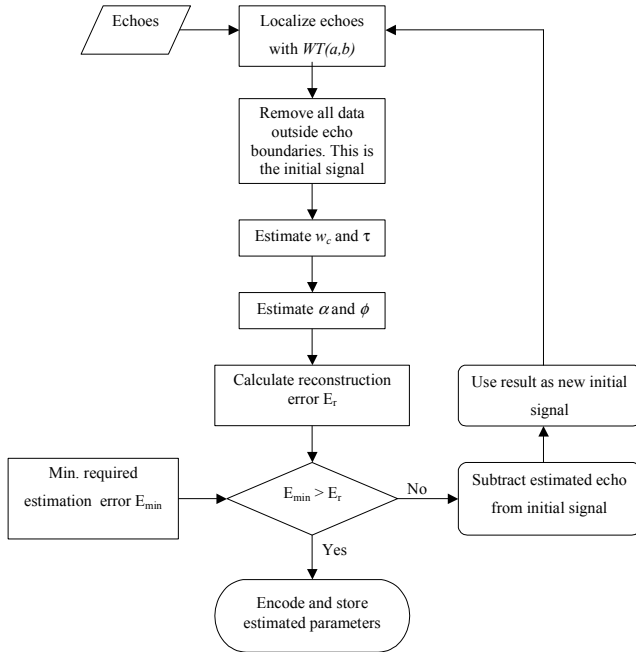 Echoes
Localize echoes
with WT(a,b)
Remove all data
outside echo
boundaries. This is
the initial signal
Estimate w_c and τ
Estimate α and ϕ
Calculate reconstruction
error E_r
Use result as new initial
signal
Min. required
estimation error E_min
E_min > E_r
No
Subtract estimated echo
from initial signal
Yes
Encode and store
estimated parameters